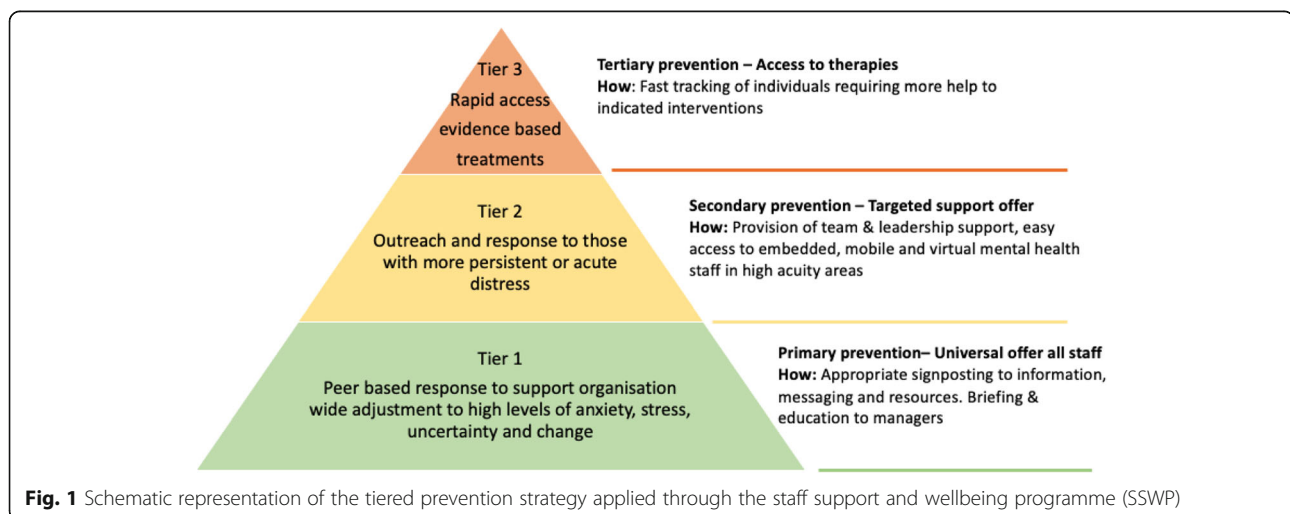 Tier 3
Rapid access
evidence based
treatments
Tertiary prevention – Access to therapies
How: Fast tracking of individuals requiring more help to
indicated interventions
Tier 2
Outreach and response to those
with more persistent or acute
distress
Secondary prevention – Targeted support offer
How: Provision of team & leadership support, easy
access to embedded, mobile and virtual mental health
staff in high acuity areas
Tier 1
Peer based response to support organisation
wide adjustment to high levels of anxiety, stress,
uncertainty and change
Primary prevention– Universal offer all staff
How: Appropriate signposting to information,
messaging and resources. Briefing &
education to managers
Fig. 1 Schematic representation of the tiered prevention strategy applied through the staff support and wellbeing programme (SSWP)